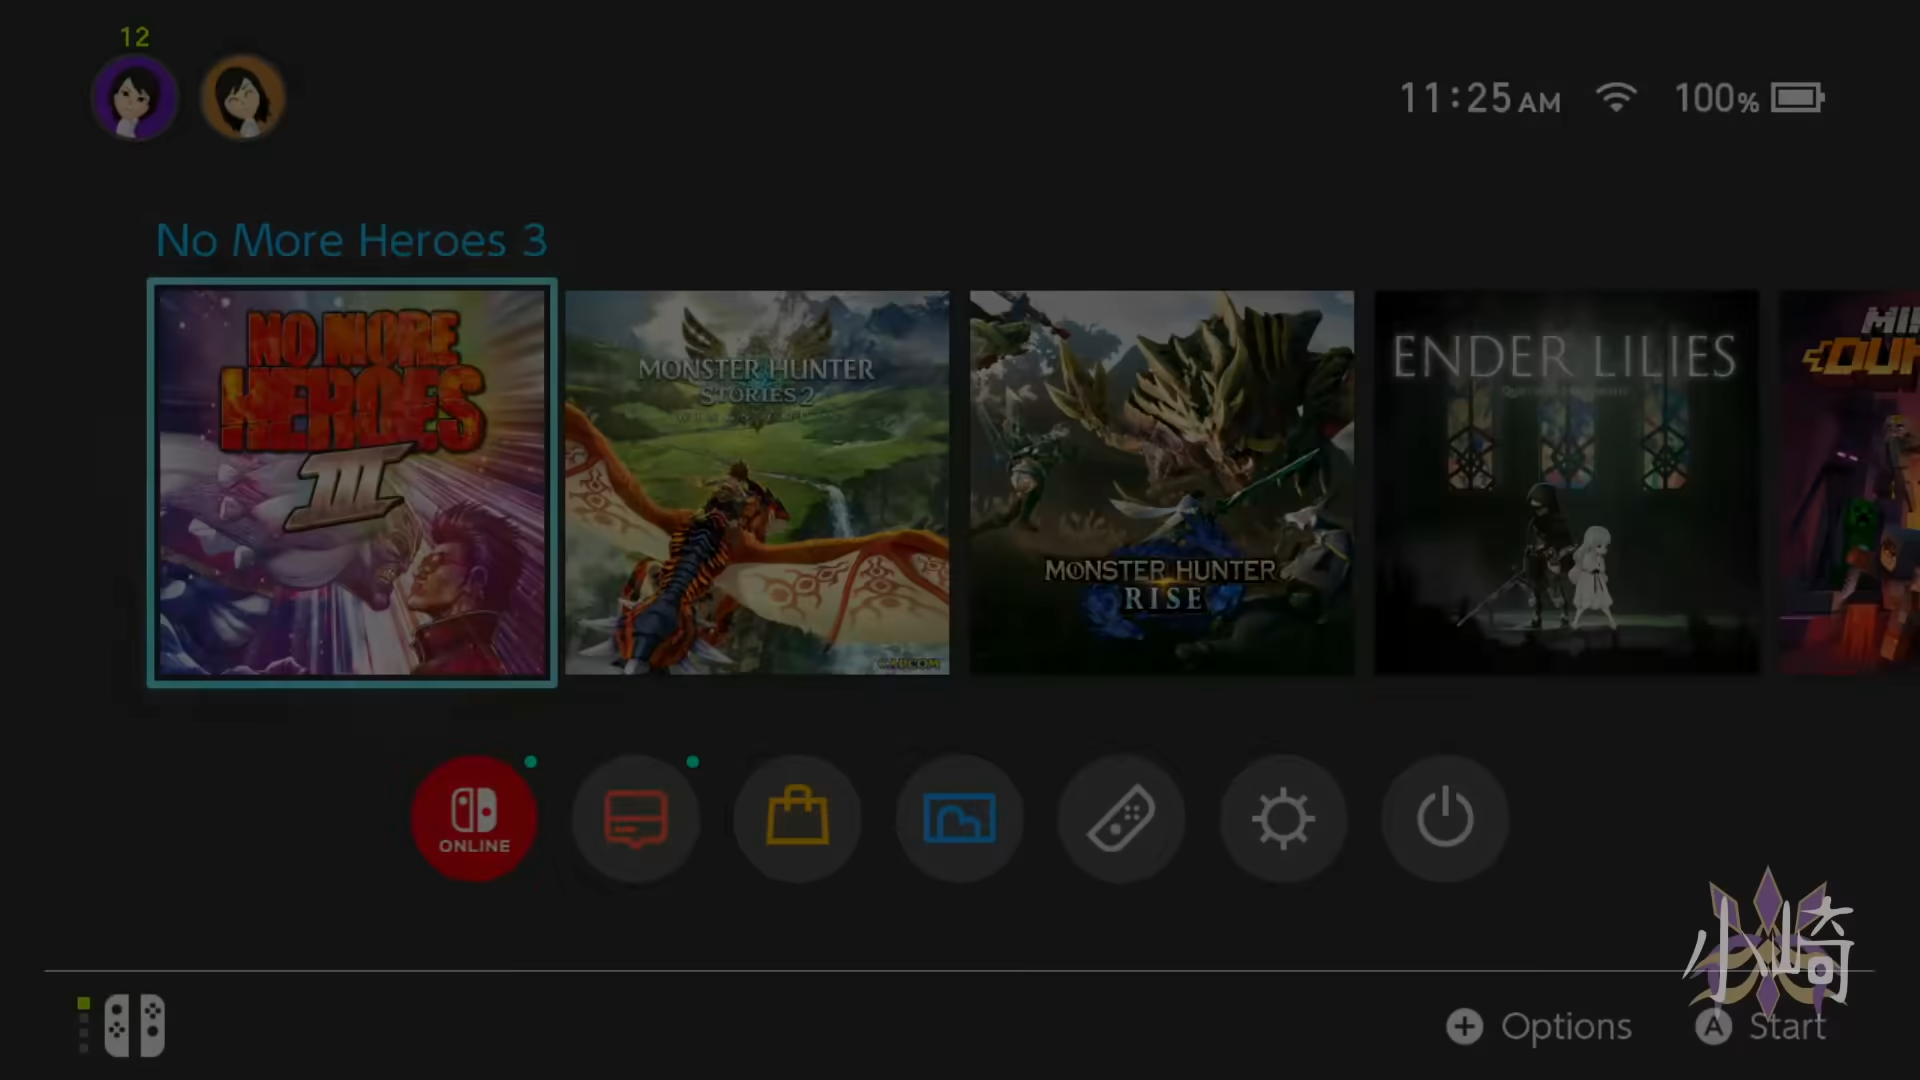 12
11:25 AM 100%
No More Heroes 3
NO MORE
HEROES
III
MONSTER HUNTER
STORIES 2
CAPCOM
MONSTER HUNTER
RISE
ENDER LILIES
ONLINE
小崎
Options
A Start